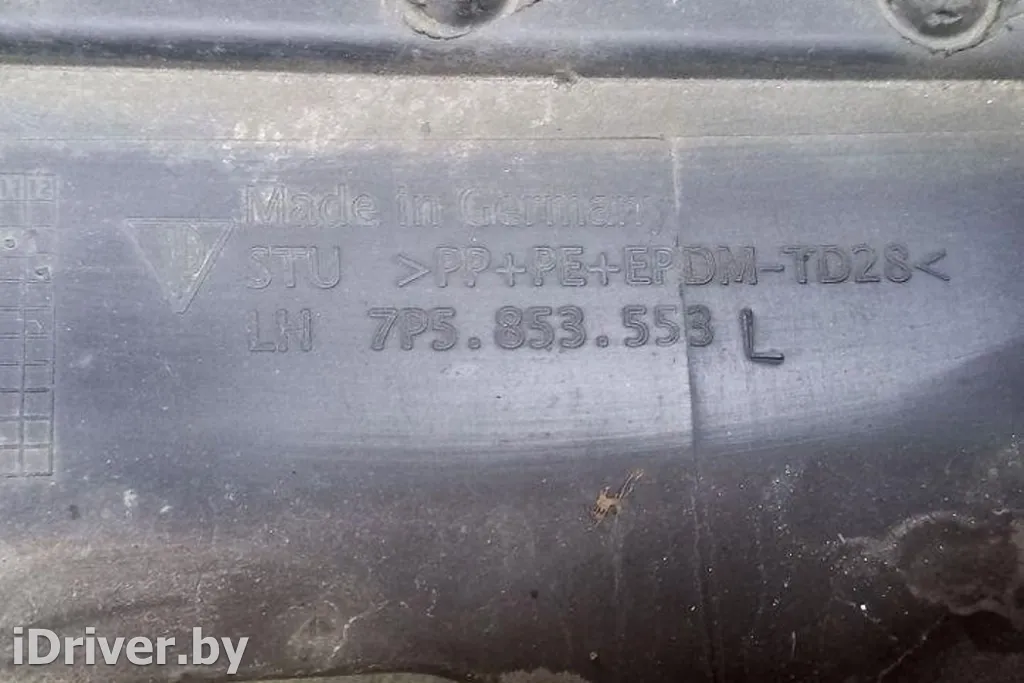 Made in Germany
STU >PP+PE+EPDM-TD28<
LH 7P5.853.553 L
iDriver.by